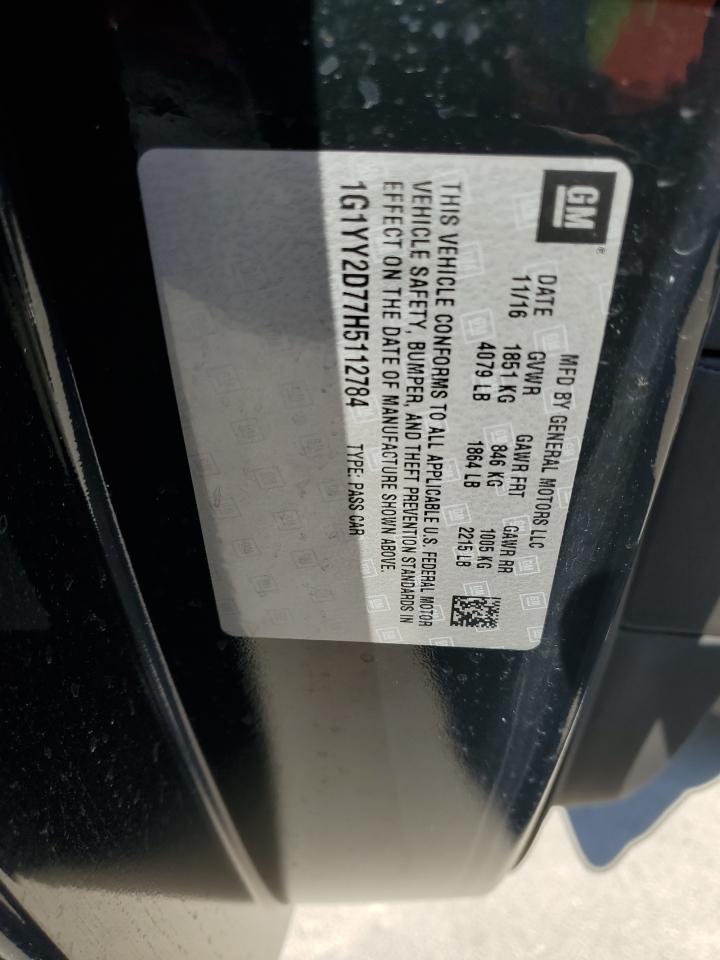 GM®
MFD BY GENERAL MOTORS LLC
DATE GVWR GAWR FRT GAWR RR
11/16 1851 KG 846 KG 1005 KG
4079 LB 1864 LB 2215 LB
THIS VEHICLE CONFORMS TO ALL APPLICABLE U.S. FEDERAL MOTOR
VEHICLE SAFETY, BUMPER, AND THEFT PREVENTION STANDARDS IN
EFFECT ON THE DATE OF MANUFACTURE SHOWN ABOVE.
1G1YY2D77H5112784 TYPE: PASS CAR